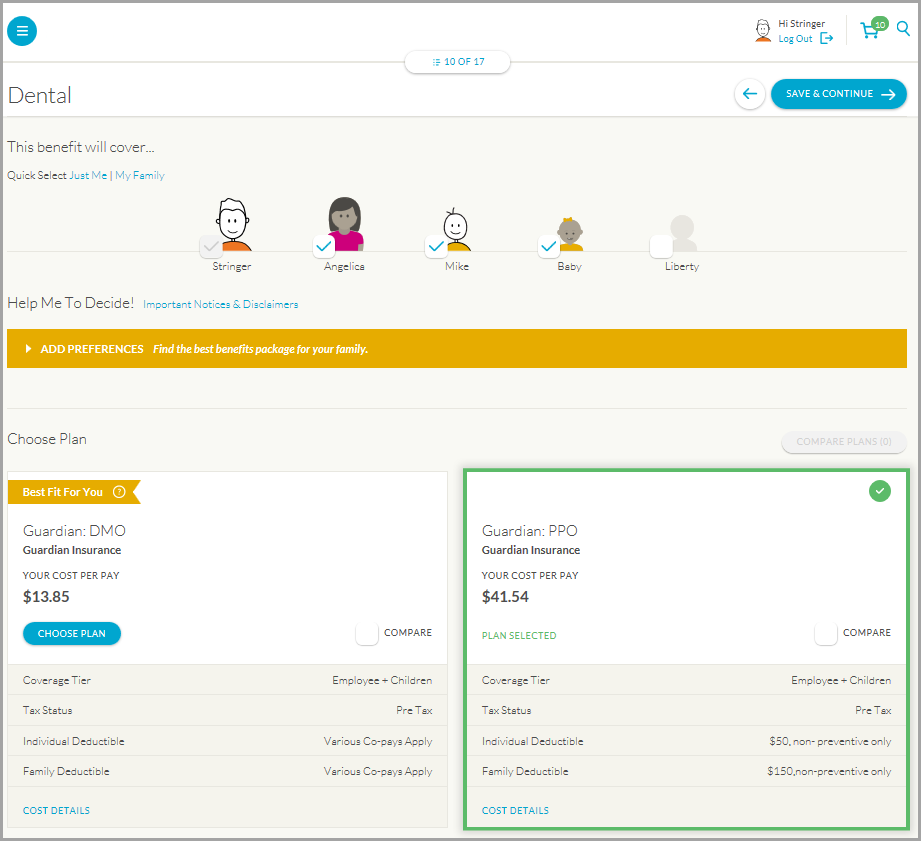 Hi Stringer
Log Out
10
10 OF 17
Dental
SAVE & CONTINUE
This benefit will cover...
Quick Select Just Me | My Family
Stringer
Angelica
Mike
Baby
Liberty
Help Me To Decide! Important Notices & Disclaimers
ADD PREFERENCES Find the best benefits package for your family.
Choose Plan
COMPARE PLANS (0)
Best Fit For You ?
Guardian: DMO
Guardian Insurance
YOUR COST PER PAY
$13.85
CHOOSE PLAN
COMPARE
Coverage Tier Employee + Children
Tax Status Pre Tax
Individual Deductible Various Co-pays Apply
Family Deductible Various Co-pays Apply
COST DETAILS
Guardian: PPO
Guardian Insurance
YOUR COST PER PAY
$41.54
PLAN SELECTED
COMPARE
Coverage Tier Employee + Children
Tax Status Pre Tax
Individual Deductible $50, non- preventive only
Family Deductible $150,non-preventive only
COST DETAILS